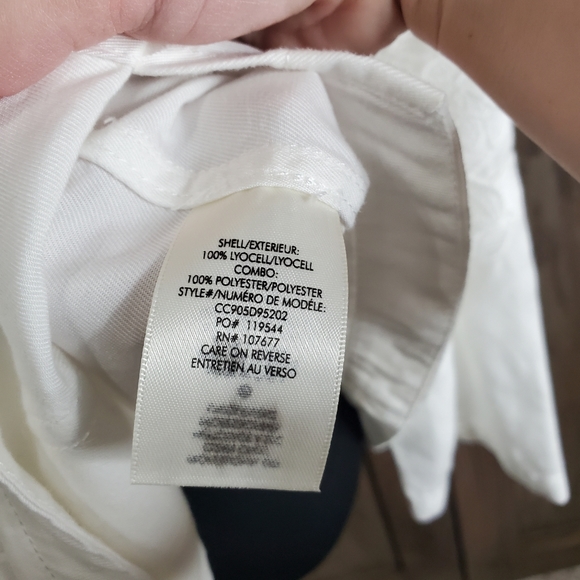 SHELL/EXTERIEUR:
100% LYOCELL/LYOCELL
COMBO:
100% POLYESTER/POLYESTER
STYLE#/NUMÉRO DE MODÈLE:
CC905D95202
PO# 119544
RN# 107677
CARE ON REVERSE
ENTRETIEN AU VERSO